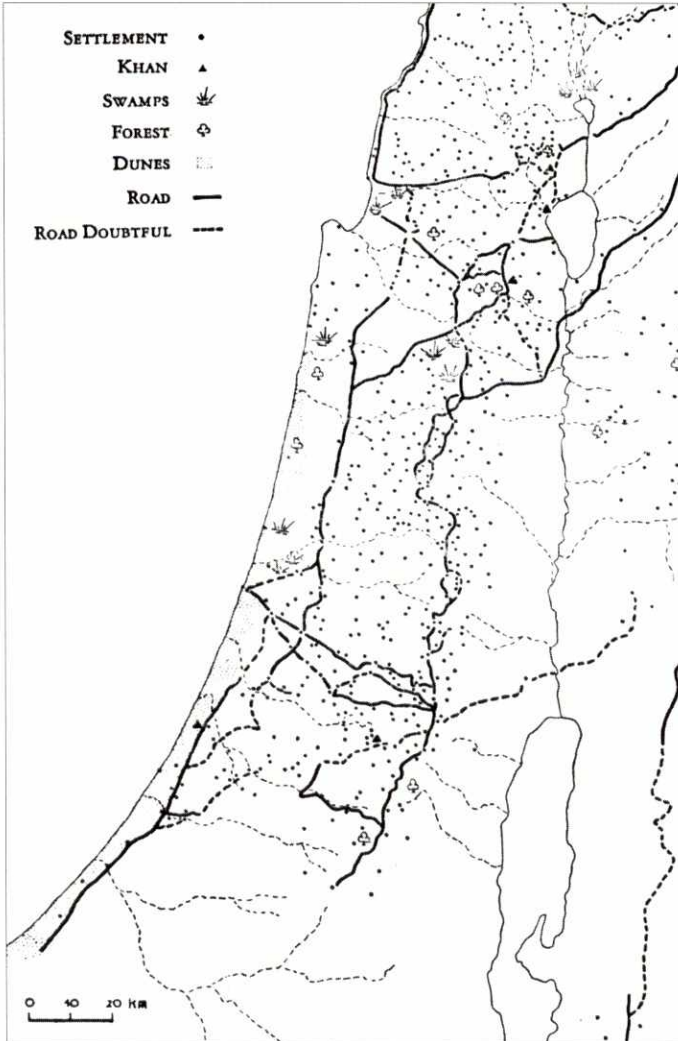 SETTLEMENT
KHAN
SWAMPS
FOREST
DUNES
ROAD
ROAD DOUBTFUL
0 10 20 km